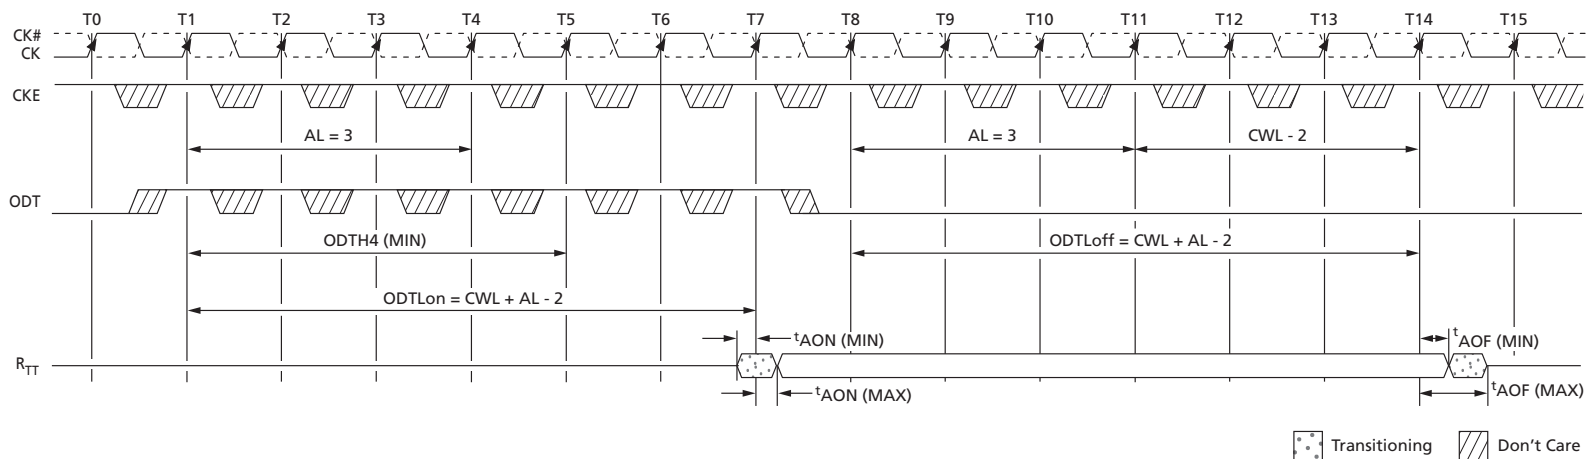 T0 T1 T2 T3 T4 T5 T6 T7 T8 T9 T10 T11 T12 T13 T14 T15
CK#
CK
CKE
AL = 3 AL = 3 CWL - 2
ODT
ODTH4 (MIN) ODTLoff = CWL + AL - 2
ODTLon = CWL + AL - 2
tAON (MIN) tAOF (MIN)
RTT
tAON (MAX) tAOF (MAX)
Transitioning Don't Care